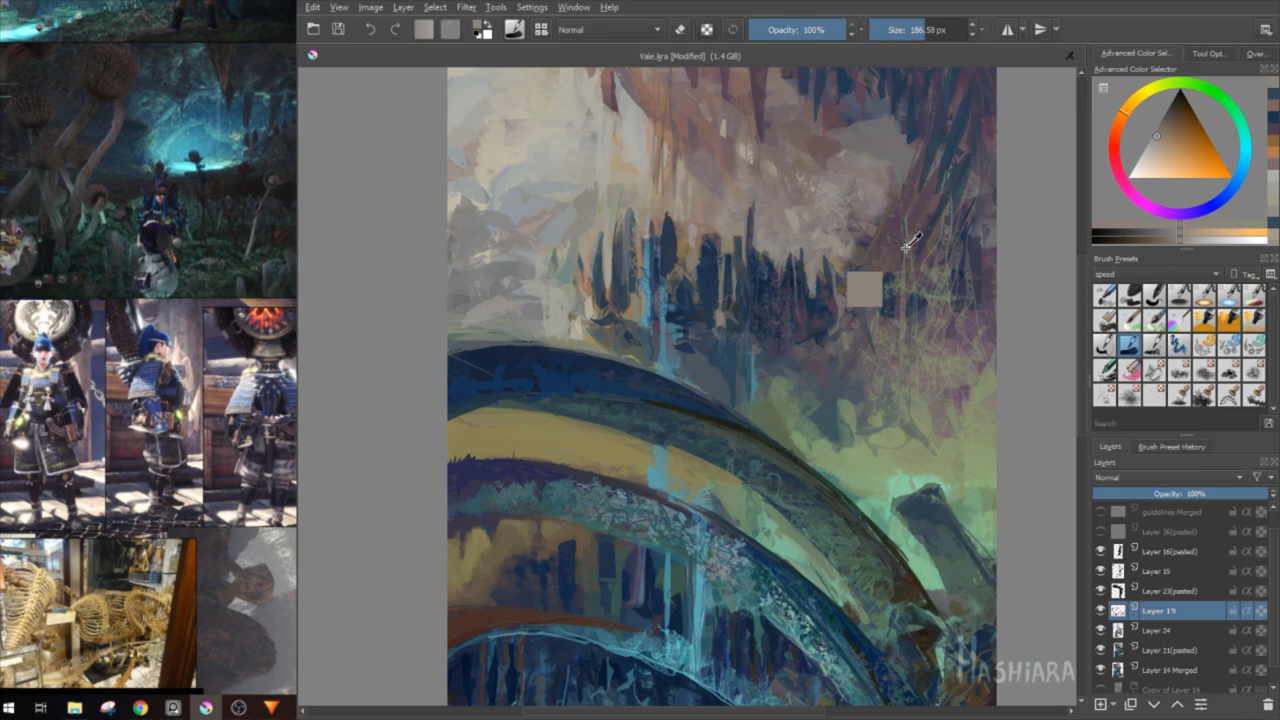 Edit View Image Layer Select Filter Tools Settings Window Help
Normal
Opacity: 100%
Size: 186.58 px
Vale.kra [Modified] (1.4 GB)
Advanced Color Sel...
Tool Opt...
Over...
Advanced Color Selector
Brush Presets
speed
Tag
Search
Layers
Brush Preset History
Layers
Normal
Opacity: 100%
guidelines Merged
Layer 36(pasted)
Layer 16(pasted)
Layer 15
Layer 23(pasted)
Layer 19
Layer 24
Layer 21(pasted)
Layer 14 Merged
Copy of Layer 14
HASHIARA